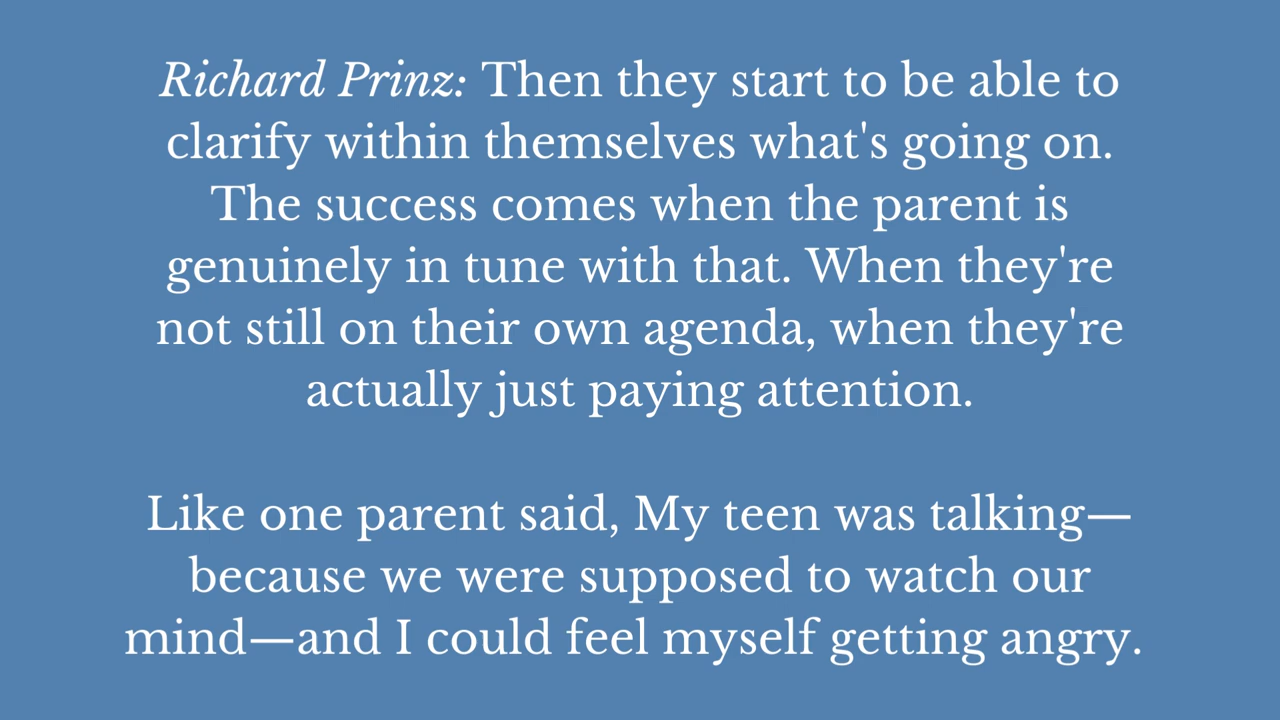 Richard Prinz: Then they start to be able to
clarify within themselves what's going on.
The success comes when the parent is
genuinely in tune with that. When they're
not still on their own agenda, when they're
actually just paying attention.
Like one parent said, My teen was talking—
because we were supposed to watch our
mind—and I could feel myself getting angry.